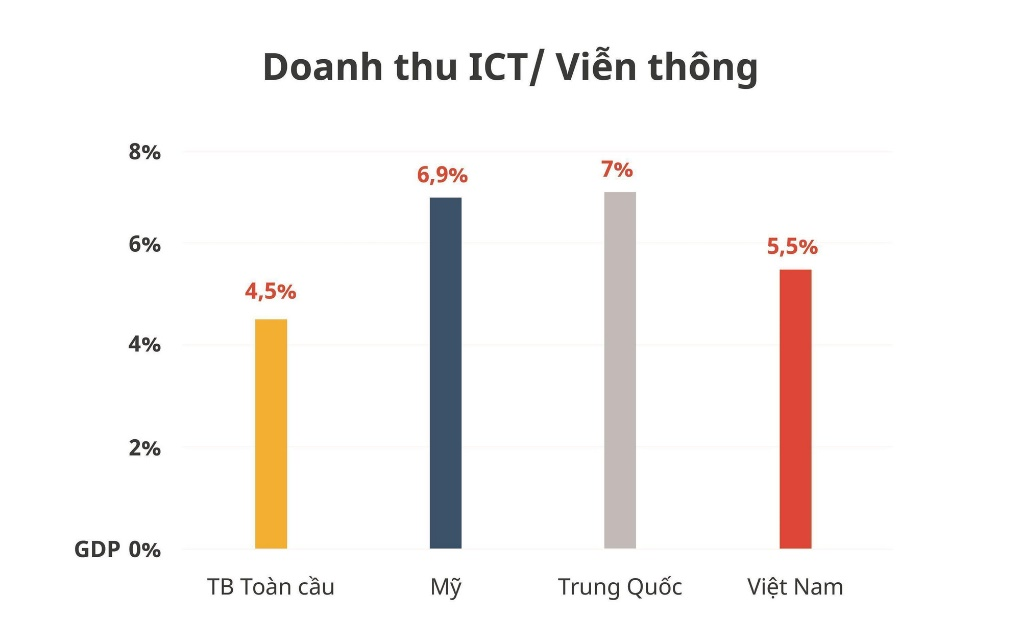 Doanh thu ICT/ Viễn thông
8%
6,9%
7%
6%
5,5%
4,5%
4%
2%
GDP 0%
TB Toàn cầu
Mỹ
Trung Quốc
Việt Nam